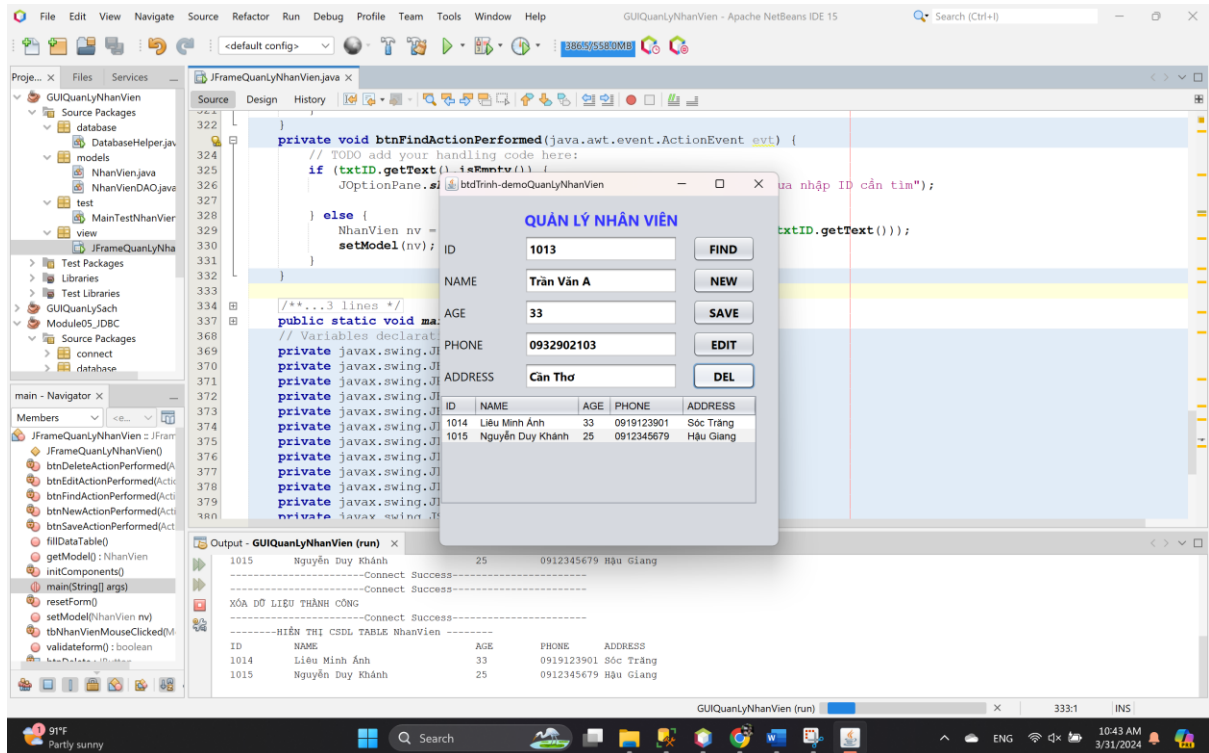 File Edit View Navigate Source Refactor Run Debug Profile Team Tools Window Help GUIQuanLyNhanVien - Apache NetBeans IDE 15 Search (Ctrl+I)
<default config> 386.5/558.0MB
Proje... Files Services
GUIQuanLyNhanVien
Source Packages
database
DatabaseHelper.jav
models
NhanVien.java
NhanVienDAO.java
test
MainTestNhanVier
view
JFrameQuanLyNha
Test Packages
Libraries
Test Libraries
GUIQuanLySach
Module05_JDBC
Source Packages
connect
database
main - Navigator
Members <e...
JFrameQuanLyNhanVien :: JFram
JFrameQuanLyNhanVien()
btnDeleteActionPerformed(A
btnEditActionPerformed(Actic
btnFindActionPerformed(Acti
btnNewActionPerformed(Acti
btnSaveActionPerformed(Act
fillDataTable()
getModel() : NhanVien
initComponents()
main(String[] args)
resetForm()
setModel(NhanVien nv)
tbNhanVienMouseClicked(M
validateform() : boolean
JFrameQuanLyNhanVien.java
Source Design History
322 }
private void btnFindActionPerformed(java.awt.event.ActionEvent evt) {
324 // TODO add your handling code here:
325 if (txtID.getText().isEmpty()) {
326 JOptionPane.s ua nhập ID cần tìm");
327
328 } else {
329 NhanVien nv = txtID.getText()));
330 setModel(nv);
331 }
332 }
333
334 /**...3 lines */
337 public static void ma
368 // Variables declarat
369 private javax.swing.J
370 private javax.swing.J
371 private javax.swing.J
372 private javax.swing.J
373 private javax.swing.J
374 private javax.swing.J
375 private javax.swing.J
376 private javax.swing.J
377 private javax.swing.J
378 private javax.swing.J
379 private javax.swing.J
380 private javax.swing.J
btdTrinh-demoQuanLyNhanVien
QUẢN LÝ NHÂN VIÊN
ID 1013 FIND
NAME Trần Văn A NEW
AGE 33 SAVE
PHONE 0932902103 EDIT
ADDRESS Cần Thơ DEL
ID NAME AGE PHONE ADDRESS
1014 Liêu Minh Ánh 33 0919123901 Sóc Trăng
1015 Nguyễn Duy Khánh 25 0912345679 Hậu Giang
Output - GUIQuanLyNhanVien (run)
1015 Nguyễn Duy Khánh 25 0912345679 Hậu Giang
-----------------------Connect Success-----------------------
-----------------------Connect Success-----------------------
XÓA DỮ LIỆU THÀNH CÔNG
-----------------------Connect Success-----------------------
--------HIỂN THỊ CSDL TABLE NhanVien --------
ID NAME AGE PHONE ADDRESS
1014 Liêu Minh Ánh 33 0919123901 Sóc Trăng
1015 Nguyễn Duy Khánh 25 0912345679 Hậu Giang
GUIQuanLyNhanVien (run) 333:1 INS
1 91°F
Partly sunny
Search
ENG
10:43 AM
3/31/2024